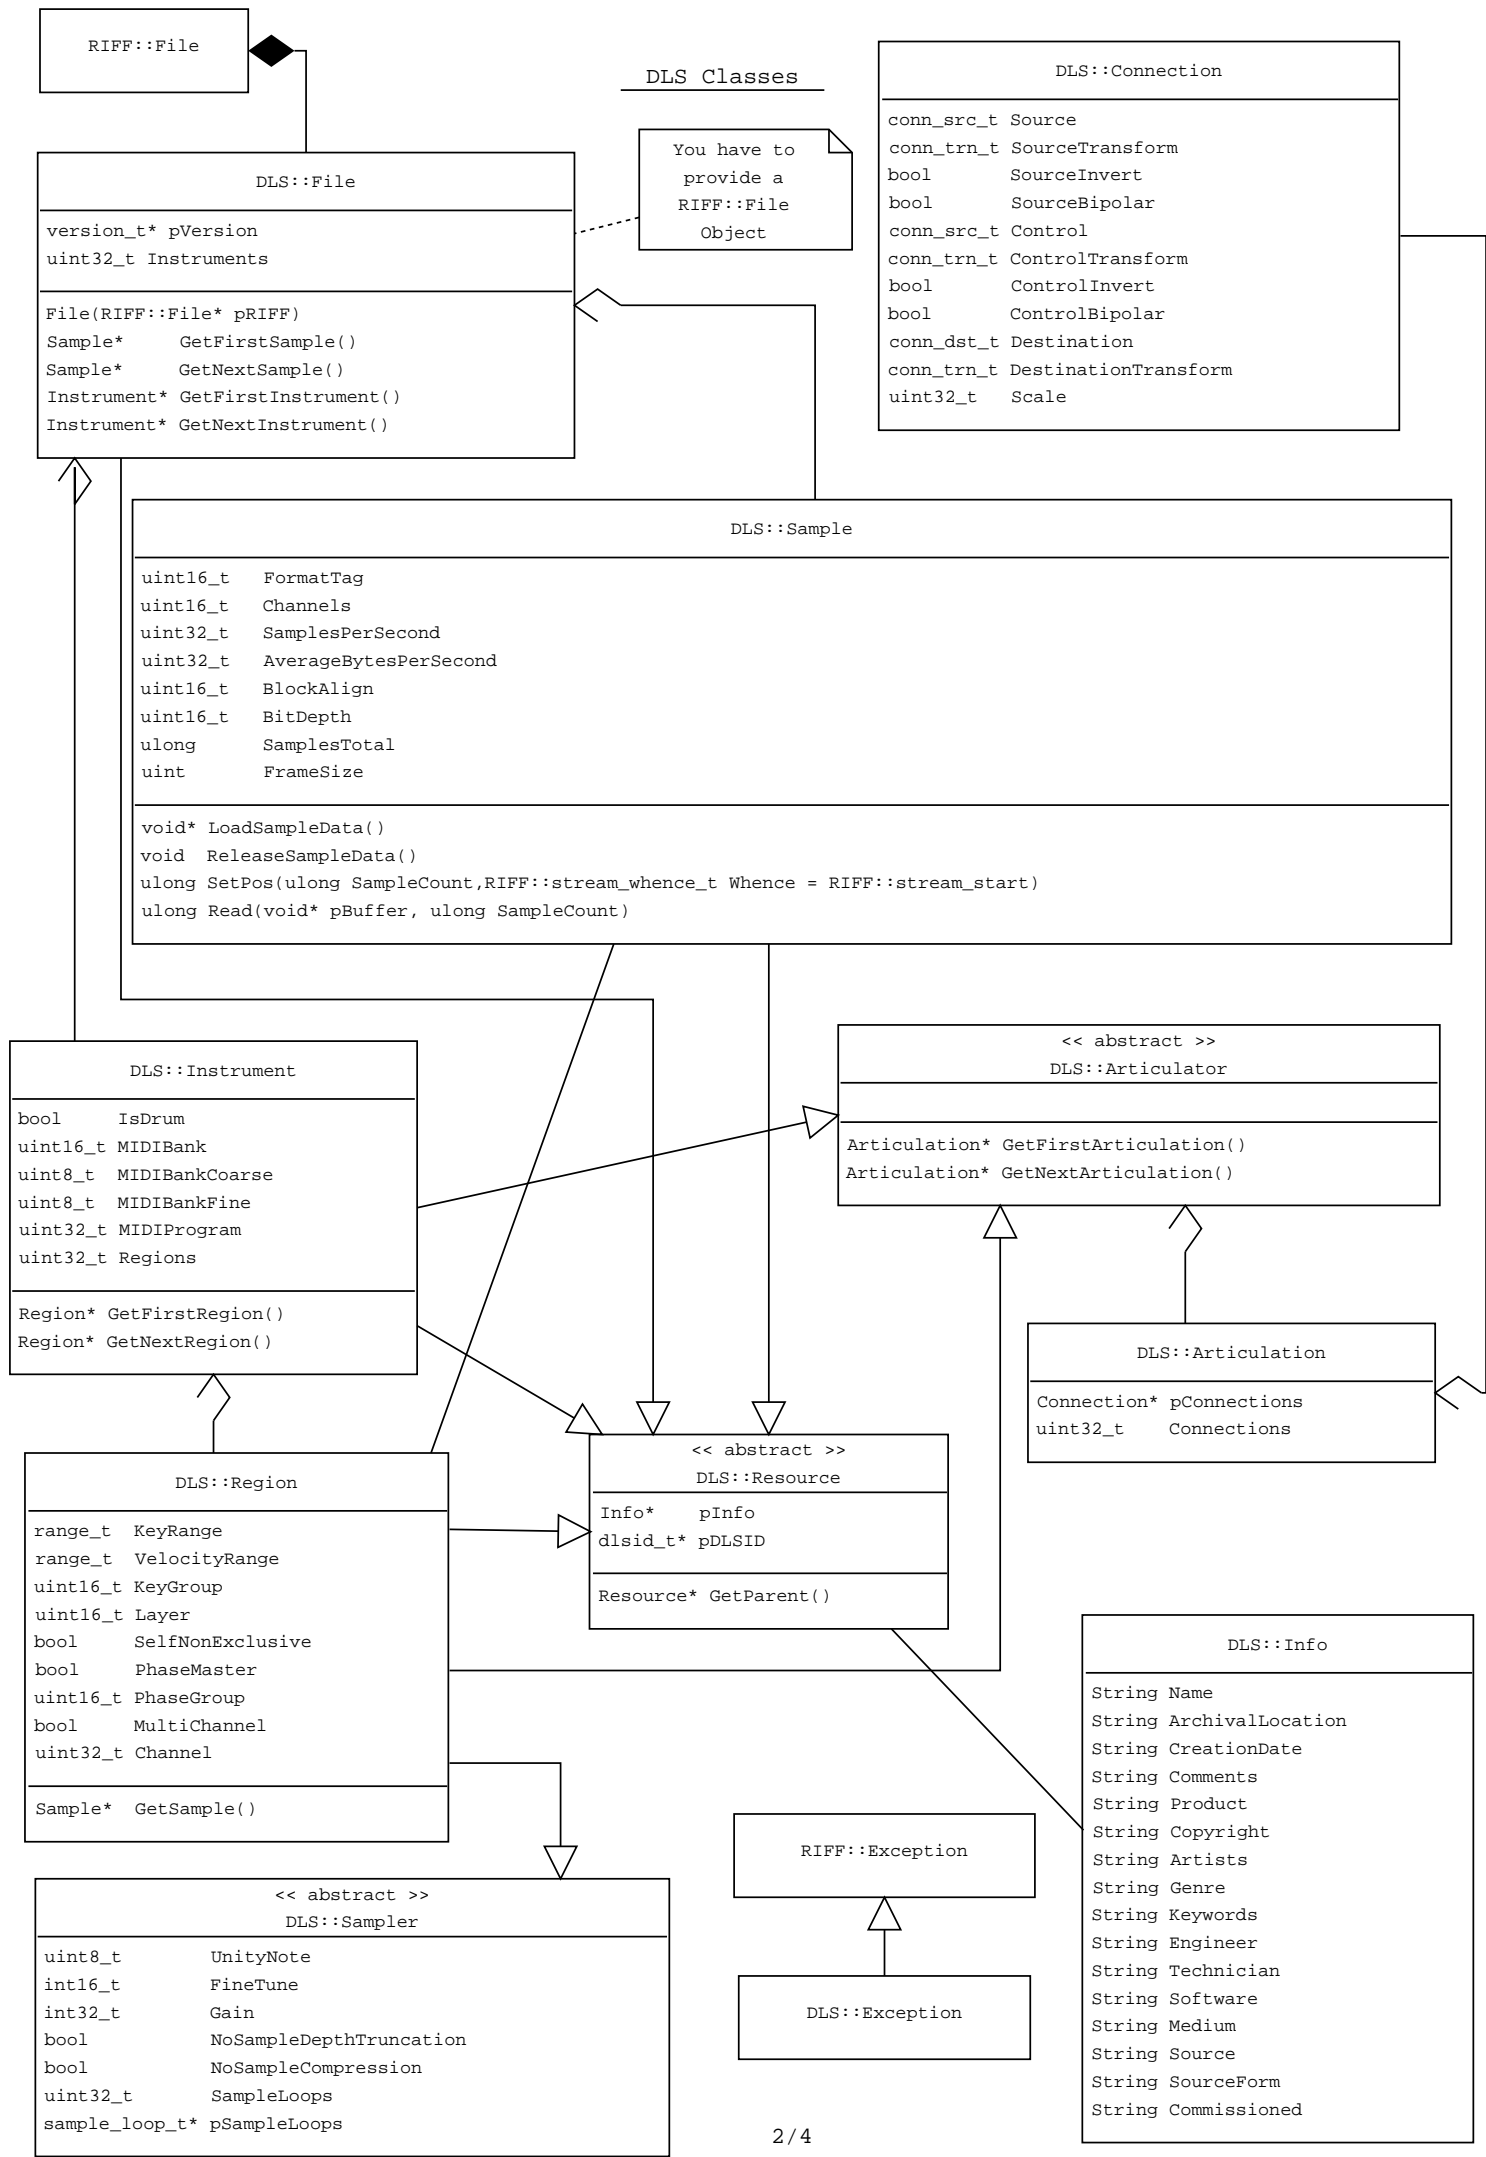 RIFF::File
DLS Classes
You have to
provide a
RIFF::File
Object
DLS::File
version_t* pVersion
uint32_t Instruments
File(RIFF::File* pRIFF)
Sample* GetFirstSample()
Sample* GetNextSample()
Instrument* GetFirstInstrument()
Instrument* GetNextInstrument()
DLS::Connection
conn_src_t Source
conn_trn_t SourceTransform
bool SourceInvert
bool SourceBipolar
conn_src_t Control
conn_trn_t ControlTransform
bool ControlInvert
bool ControlBipolar
conn_dst_t Destination
conn_trn_t DestinationTransform
uint32_t Scale
DLS::Sample
uint16_t FormatTag
uint16_t Channels
uint32_t SamplesPerSecond
uint32_t AverageBytesPerSecond
uint16_t BlockAlign
uint16_t BitDepth
ulong SamplesTotal
uint FrameSize
void* LoadSampleData()
void ReleaseSampleData()
ulong SetPos(ulong SampleCount,RIFF::stream_whence_t Whence = RIFF::stream_start)
ulong Read(void* pBuffer, ulong SampleCount)
DLS::Instrument
bool IsDrum
uint16_t MIDIBank
uint8_t MIDIBankCoarse
uint8_t MIDIBankFine
uint32_t MIDIProgram
uint32_t Regions
Region* GetFirstRegion()
Region* GetNextRegion()
<< abstract >>
DLS::Articulator
Articulation* GetFirstArticulation()
Articulation* GetNextArticulation()
DLS::Articulation
Connection* pConnections
uint32_t Connections
DLS::Region
range_t KeyRange
range_t VelocityRange
uint16_t KeyGroup
uint16_t Layer
bool SelfNonExclusive
bool PhaseMaster
uint16_t PhaseGroup
bool MultiChannel
uint32_t Channel
Sample* GetSample()
<< abstract >>
DLS::Resource
Info* pInfo
dlsid_t* pDLSID
Resource* GetParent()
DLS::Info
String Name
String ArchivalLocation
String CreationDate
String Comments
String Product
String Copyright
String Artists
String Genre
String Keywords
String Engineer
String Technician
String Software
String Medium
String Source
String SourceForm
String Commissioned
RIFF::Exception
DLS::Exception
<< abstract >>
DLS::Sampler
uint8_t UnityNote
int16_t FineTune
int32_t Gain
bool NoSampleDepthTruncation
bool NoSampleCompression
uint32_t SampleLoops
sample_loop_t* pSampleLoops
2/4